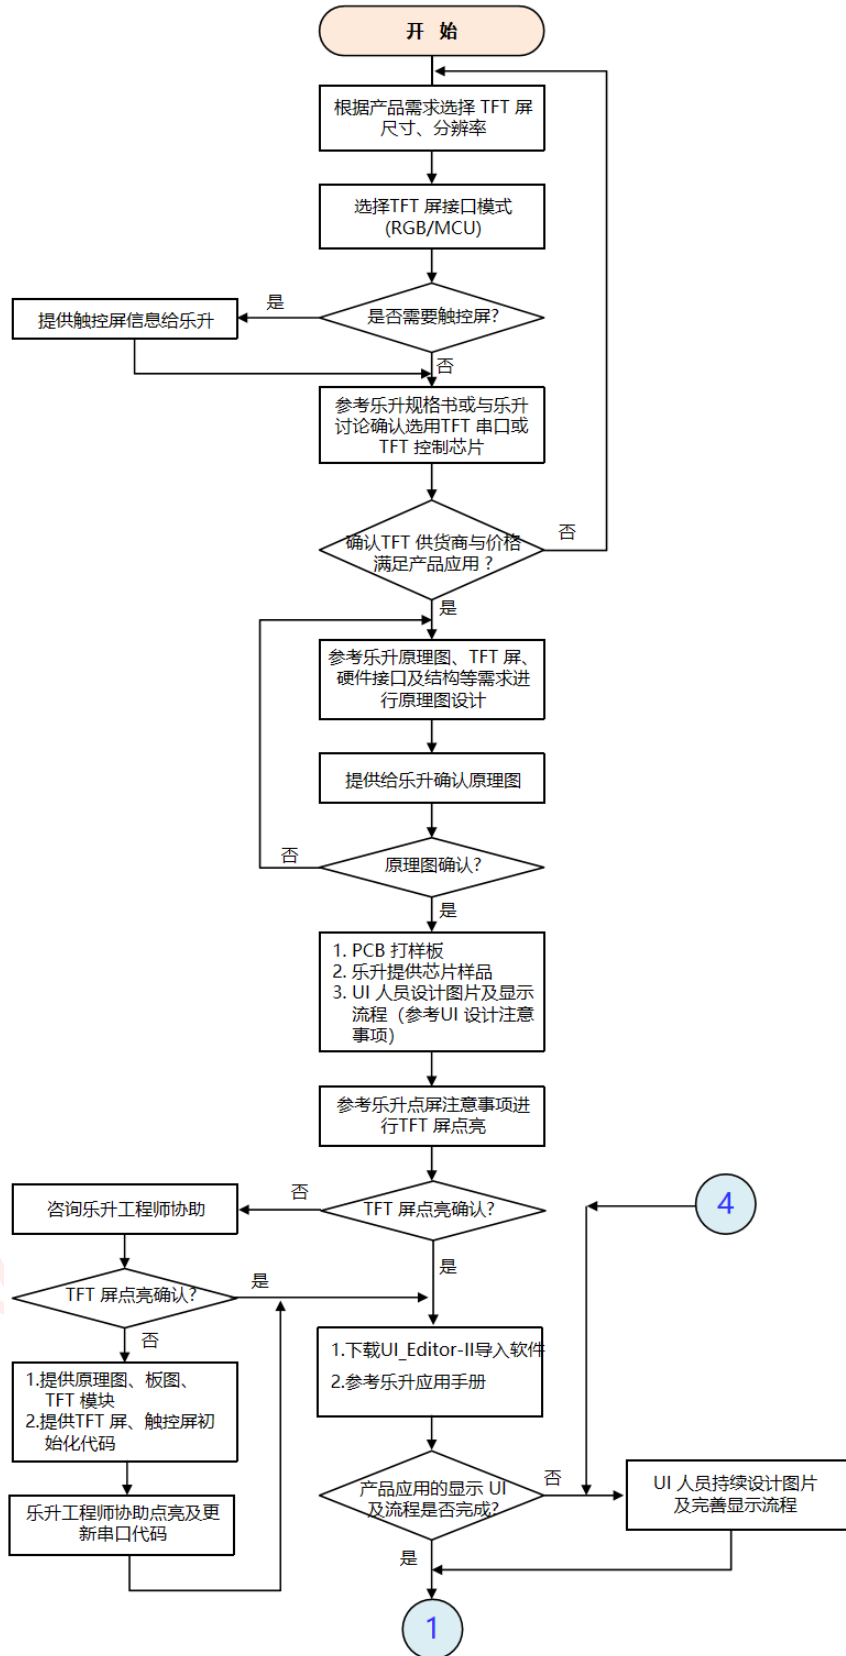 开 始
根据产品需求选择 TFT 屏
尺寸、分辨率
选择TFT 屏接口模式
(RGB/MCU)
是否需要触控屏?
是
提供触控屏信息给乐升
否
参考乐升规格书或与乐升
讨论确认选用TFT 串口或
TFT 控制芯片
确认TFT 供货商与价格
满足产品应用 ?
否
是
参考乐升原理图、TFT 屏、
硬件接口及结构等需求进
行原理图设计
提供给乐升确认原理图
原理图确认?
否
是
1. PCB 打样板
2. 乐升提供芯片样品
3. UI 人员设计图片及显示
流程（参考UI 设计注意
事项）
参考乐升点屏注意事项进
行TFT 屏点亮
TFT 屏点亮确认?
否
咨询乐升工程师协助
4
是
TFT 屏点亮确认?
是
否
1.提供原理图、板图、
TFT 模块
2.提供TFT 屏、触控屏初
始化代码
乐升工程师协助点亮及更
新串口代码
1.下载UI_Editor-II导入软件
2.参考乐升应用手册
产品应用的显示 UI
及流程是否完成?
否
UI 人员持续设计图片
及完善显示流程
是
1